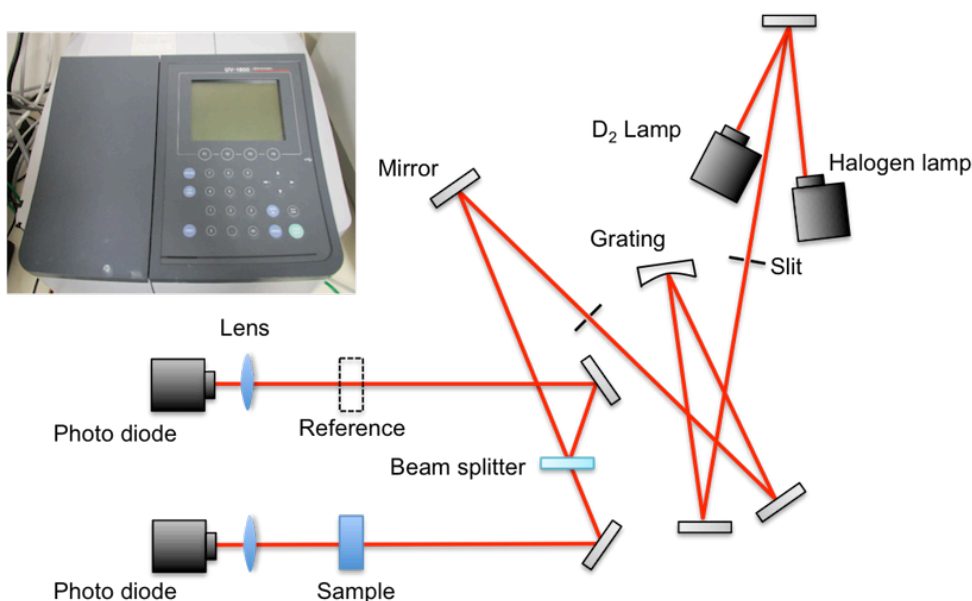 D₂ Lamp
Halogen lamp
Mirror
Grating
Slit
Lens
Photo diode
Reference
Beam splitter
Photo diode
Sample